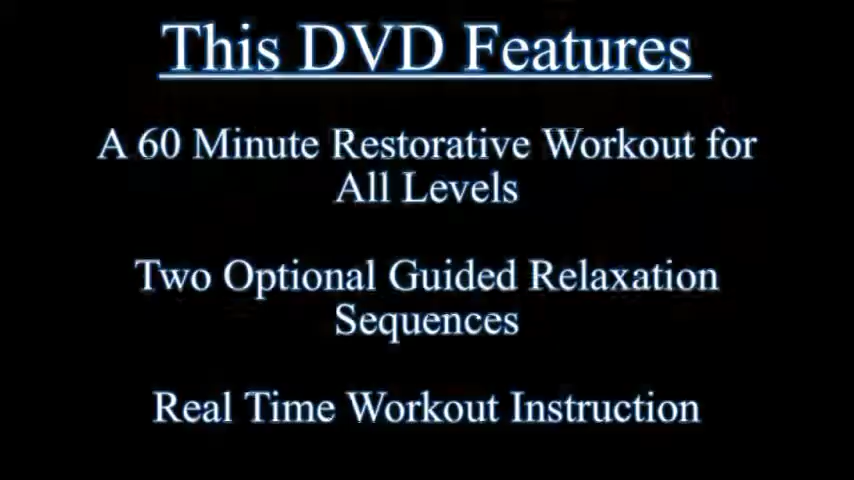 This DVD Features
A 60 Minute Restorative Workout for
All Levels
Two Optional Guided Relaxation
Sequences
Real Time Workout Instruction